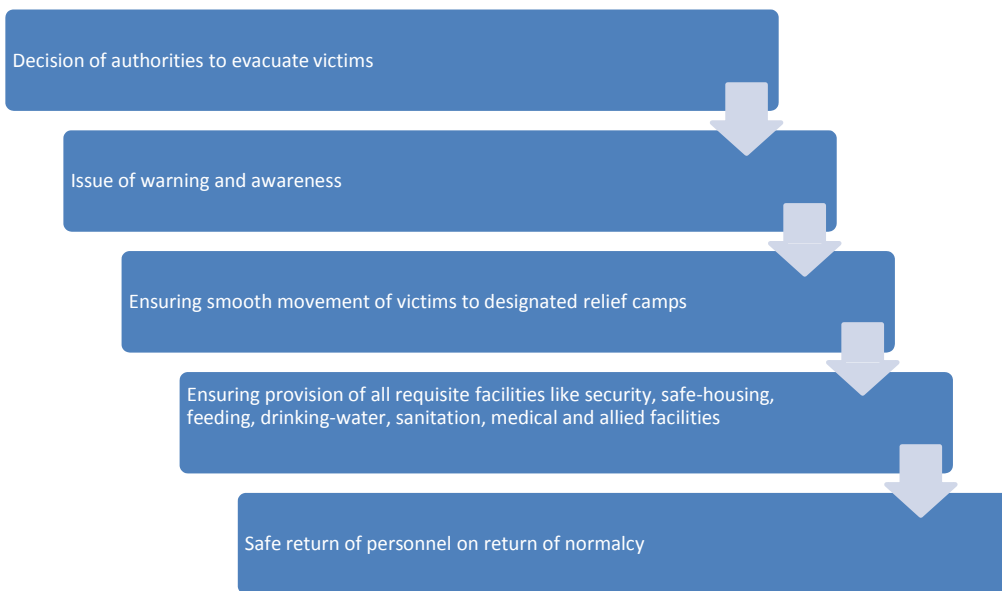 Decision of authorities to evacuate victims
Issue of warning and awareness
Ensuring smooth movement of victims to designated relief camps
Ensuring provision of all requisite facilities like security, safe-housing,
feeding, drinking-water, sanitation, medical and allied facilities
Safe return of personnel on return of normalcy